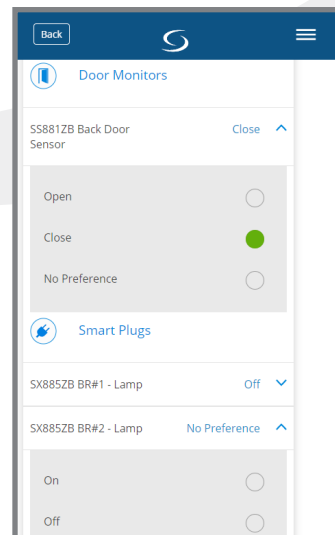 Back
Door Monitors
SS881ZB Back Door Close
Sensor
Open
Close
No Preference
Smart Plugs
SX885ZB BR#1 - Lamp Off
SX885ZB BR#2 - Lamp No Preference
On
Off